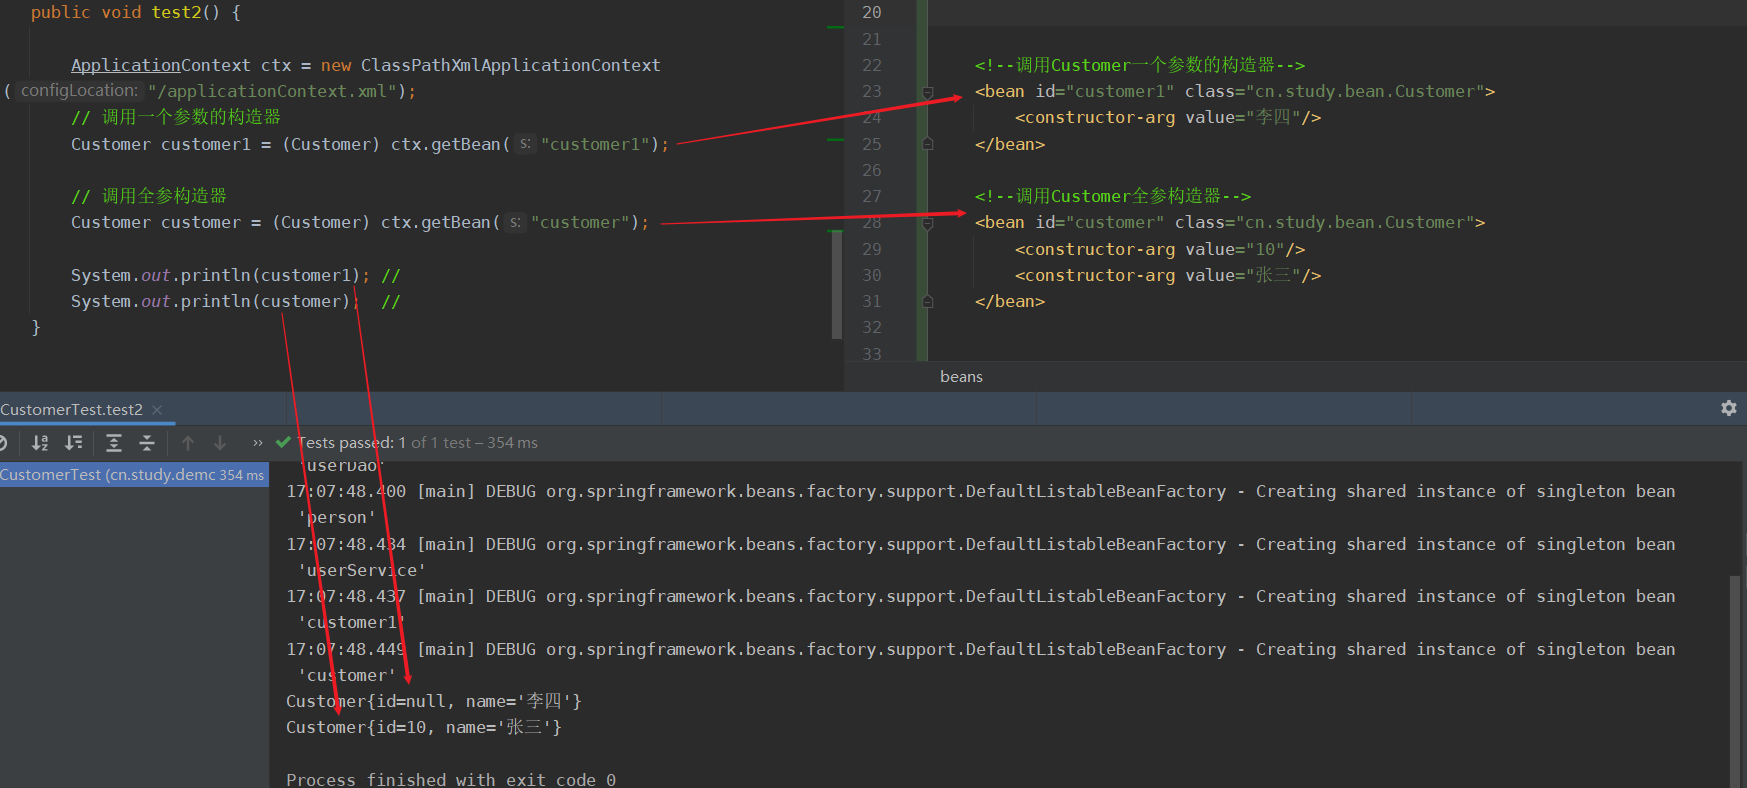 public void test2() {
ApplicationContext ctx = new ClassPathXmlApplicationContext
( configLocation: "/applicationContext.xml");
// 调用一个参数的构造器
Customer customer1 = (Customer) ctx.getBean( s: "customer1");
// 调用全参构造器
Customer customer = (Customer) ctx.getBean( s: "customer");
System.out.println(customer1); //
System.out.println(customer); //
}
20
21
22 <!--调用Customer一个参数的构造器-->
23 <bean id="customer1" class="cn.study.bean.Customer">
24 <constructor-arg value="李四"/>
25 </bean>
26
27 <!--调用Customer全参构造器-->
28 <bean id="customer" class="cn.study.bean.Customer">
29 <constructor-arg value="10"/>
30 <constructor-arg value="张三"/>
31 </bean>
32
33
beans
CustomerTest.test2 ×
» Tests passed: 1 of 1 test – 354 ms
CustomerTest (cn.study.demo 354 ms
'userDao'
17:07:48.400 [main] DEBUG org.springframework.beans.factory.support.DefaultListableBeanFactory - Creating shared instance of singleton bean
'person'
17:07:48.434 [main] DEBUG org.springframework.beans.factory.support.DefaultListableBeanFactory - Creating shared instance of singleton bean
'userService'
17:07:48.437 [main] DEBUG org.springframework.beans.factory.support.DefaultListableBeanFactory - Creating shared instance of singleton bean
'customer1'
17:07:48.449 [main] DEBUG org.springframework.beans.factory.support.DefaultListableBeanFactory - Creating shared instance of singleton bean
'customer'
Customer{id=null, name='李四'}
Customer{id=10, name='张三'}
Process finished with exit code 0